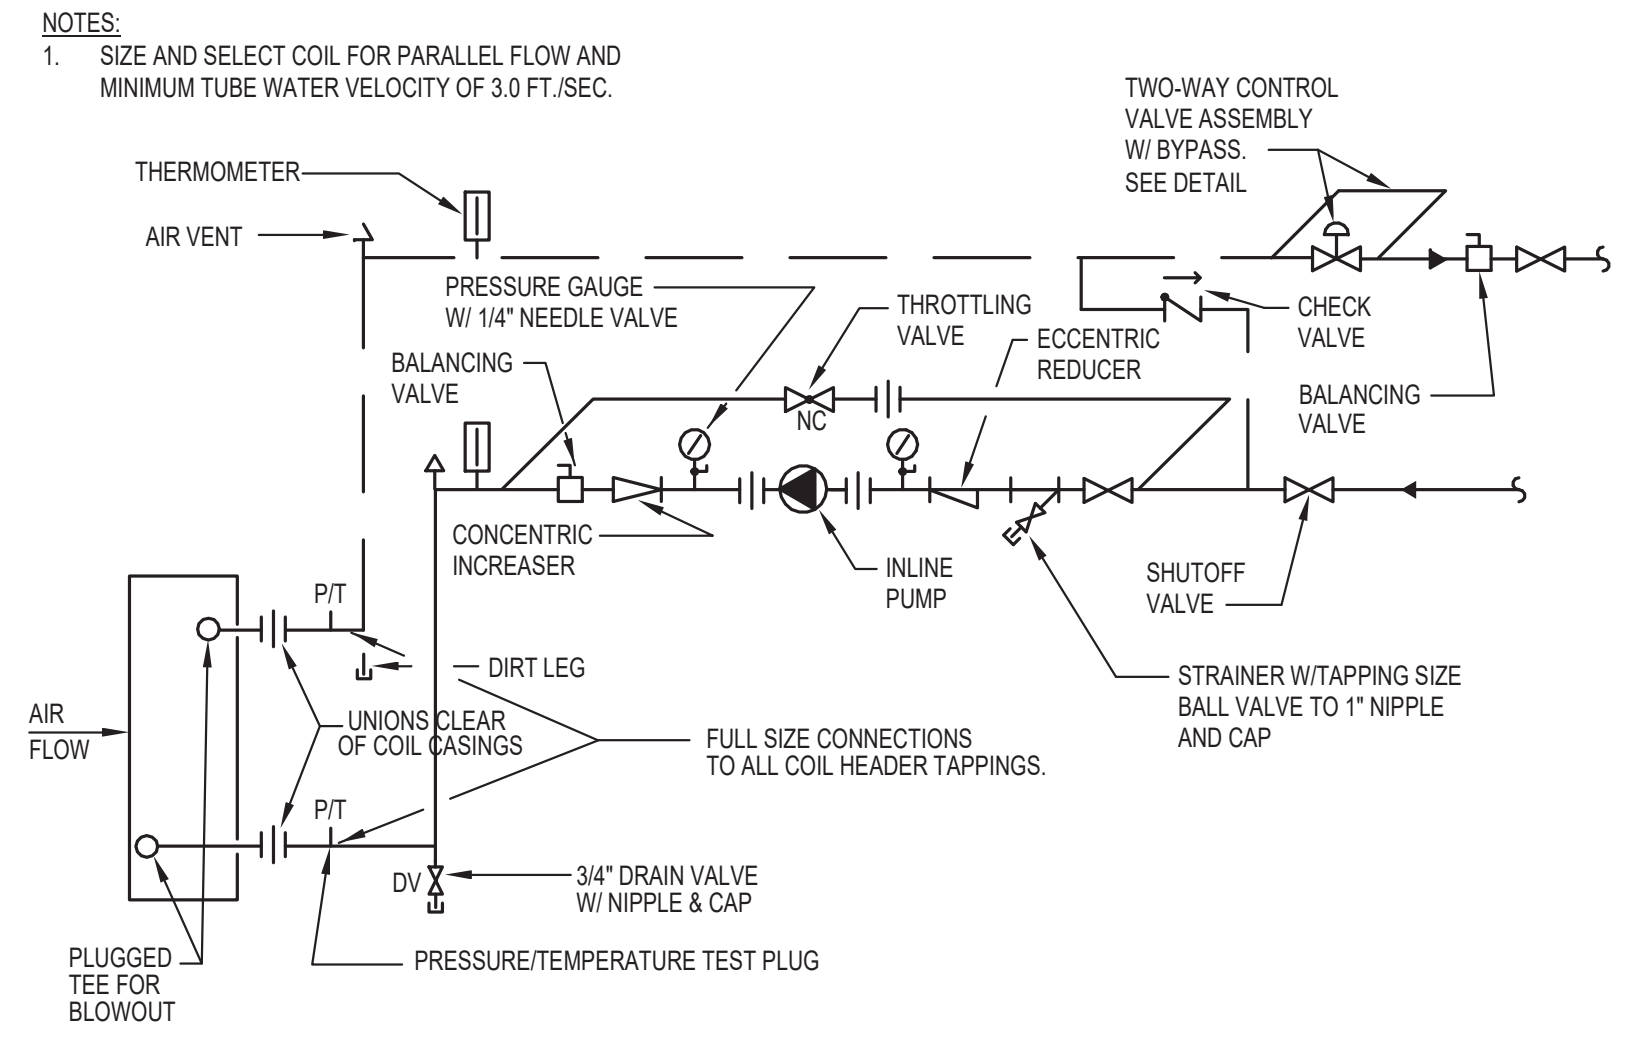 NOTES:
1. SIZE AND SELECT COIL FOR PARALLEL FLOW AND
MINIMUM TUBE WATER VELOCITY OF 3.0 FT./SEC.
TWO-WAY CONTROL
VALVE ASSEMBLY
W/ BYPASS.
SEE DETAIL
THERMOMETER
AIR VENT
PRESSURE GAUGE
W/ 1/4" NEEDLE VALVE
THROTTLING
VALVE
CHECK
VALVE
ECCENTRIC
REDUCER
BALANCING
VALVE
BALANCING
VALVE
NC
CONCENTRIC
INCREASER
INLINE
PUMP
SHUTOFF
VALVE
P/T
DIRT LEG
STRAINER W/TAPPING SIZE
BALL VALVE TO 1" NIPPLE
AND CAP
AIR
FLOW
UNIONS CLEAR
OF COIL CASINGS
FULL SIZE CONNECTIONS
TO ALL COIL HEADER TAPPINGS.
P/T
DV
3/4" DRAIN VALVE
W/ NIPPLE & CAP
PLUGGED
TEE FOR
BLOWOUT
PRESSURE/TEMPERATURE TEST PLUG